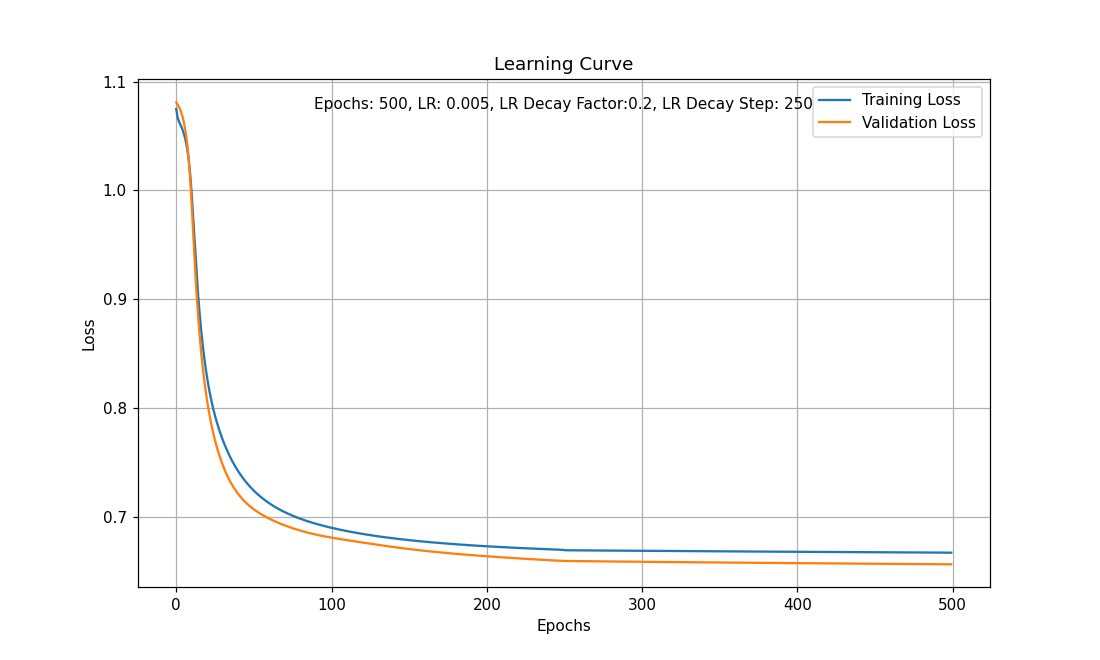 Learning Curve
Epochs: 500, LR: 0.005, LR Decay Factor:0.2, LR Decay Step: 250
Training Loss
Validation Loss
1.1
1.0
0.9
0.8
0.7
Loss
0 100 200 300 400 500
Epochs